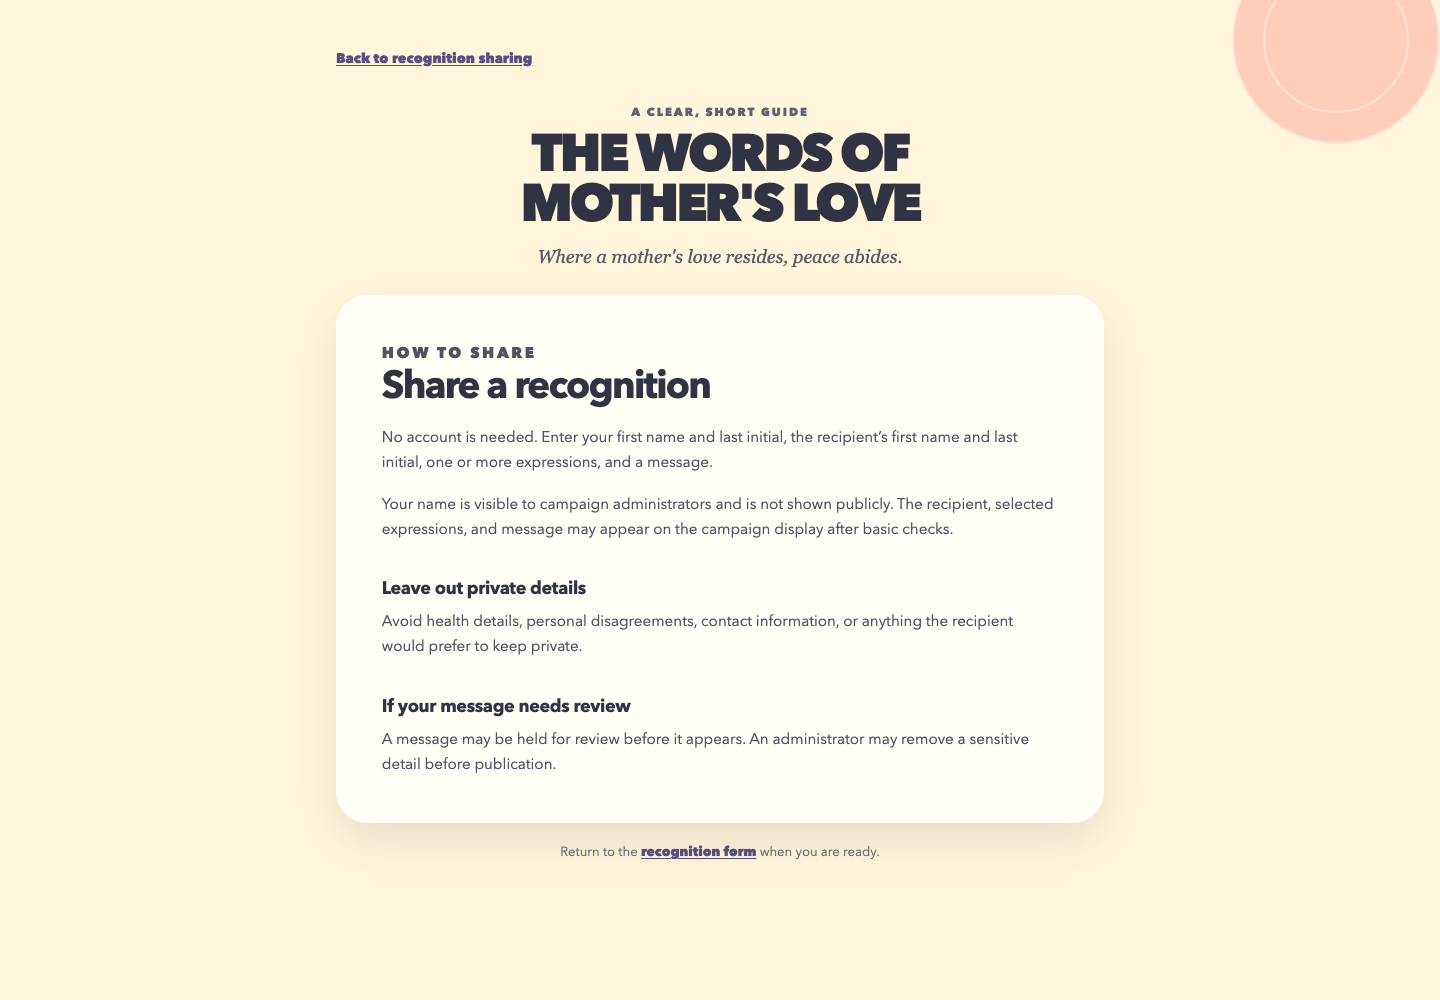 Back to recognition sharing
A CLEAR, SHORT GUIDE
THE WORDS OF
MOTHER'S LOVE
Where a mother's love resides, peace abides.
HOW TO SHARE
Share a recognition
No account is needed. Enter your first name and last initial, the recipient’s first name and last
initial, one or more expressions, and a message.
Your name is visible to campaign administrators and is not shown publicly. The recipient, selected
expressions, and message may appear on the campaign display after basic checks.
Leave out private details
Avoid health details, personal disagreements, contact information, or anything the recipient
would prefer to keep private.
If your message needs review
A message may be held for review before it appears. An administrator may remove a sensitive
detail before publication.
Return to the recognition form when you are ready.